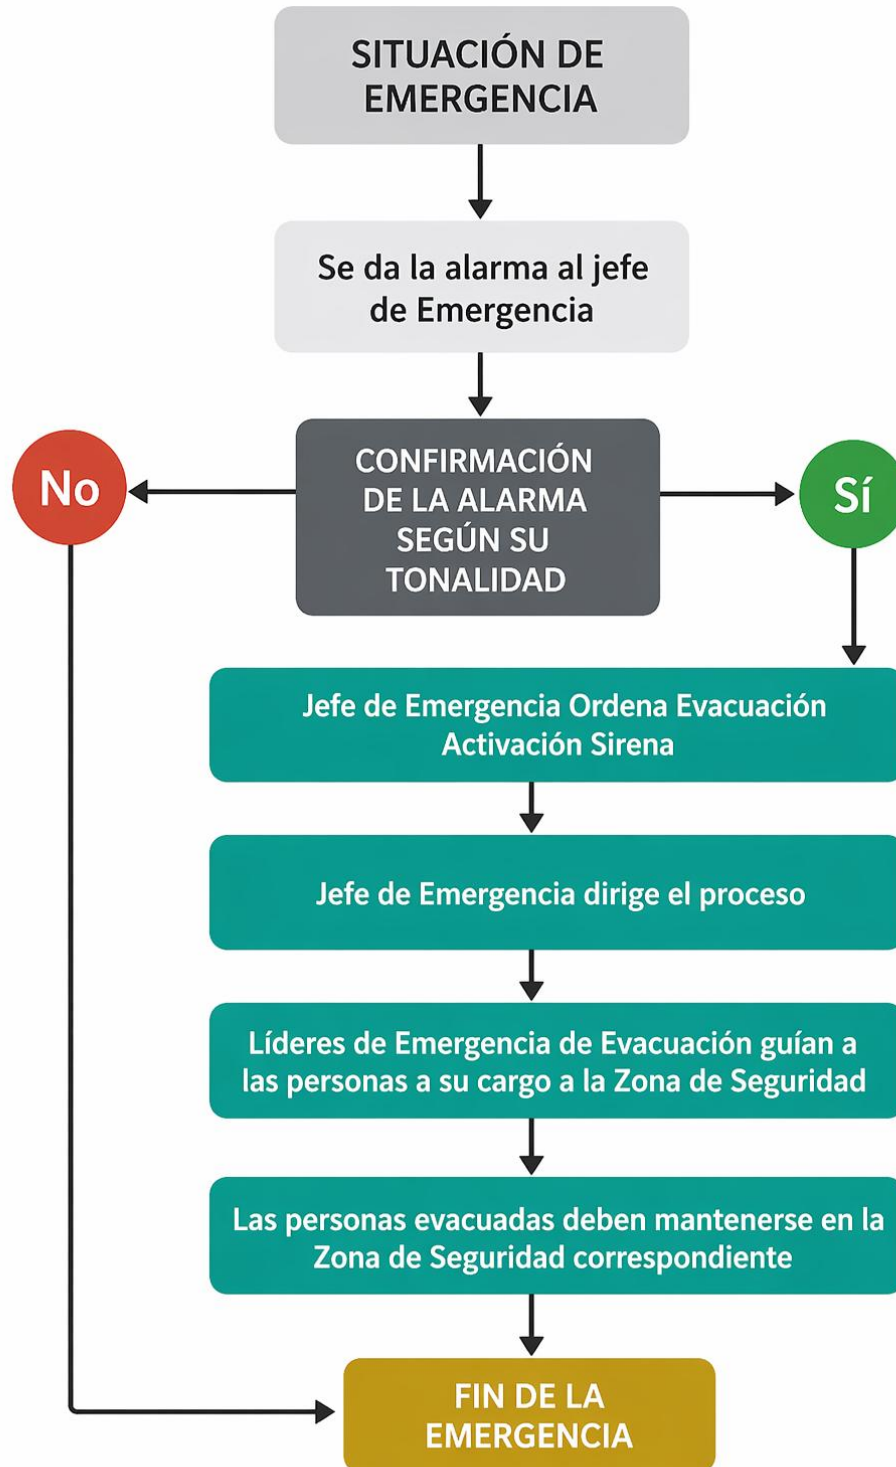 SITUACIÓN DE
EMERGENCIA
Se da la alarma al jefe
de Emergencia
No
CONFIRMACIÓN
DE LA ALARMA
SEGÚN SU
TONALIDAD
Sí
Jefe de Emergencia Ordena Evacuación
Activación Sirena
Jefe de Emergencia dirige el proceso
Líderes de Emergencia de Evacuación guían a
las personas a su cargo a la Zona de Seguridad
Las personas evacuadas deben mantenerse en la
Zona de Seguridad correspondiente
FIN DE LA
EMERGENCIA